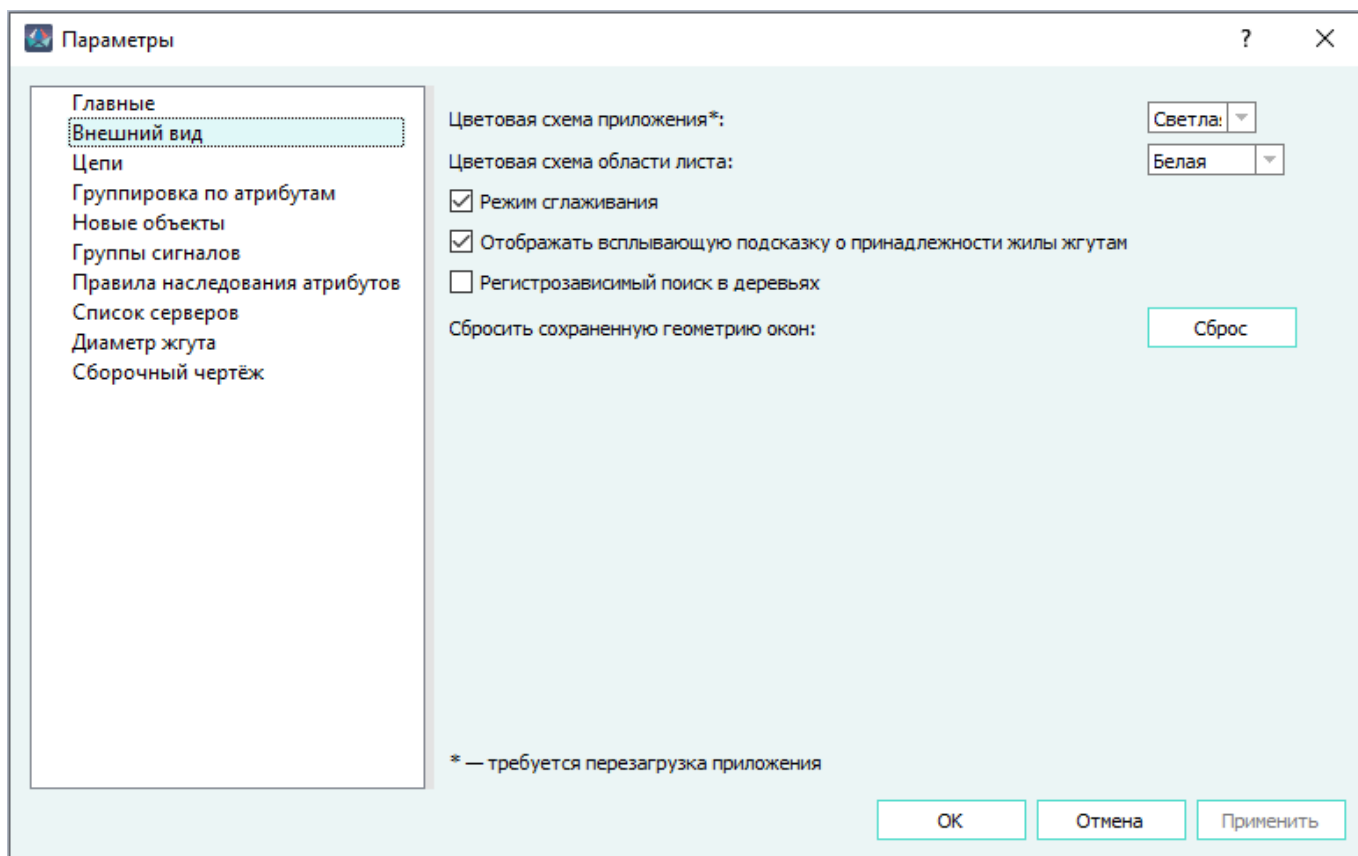 Параметры
?
Главные
Внешний вид
Цепи
Группировка по атрибутам
Новые объекты
Группы сигналов
Правила наследования атрибутов
Список серверов
Диаметр жгута
Сборочный чертёж
Цветовая схема приложения*:
Светла
Цветовая схема области листа:
Белая
Режим сглаживания
Отображать всплывающую подсказку о принадлежности жилы жгутам
Регистрозависимый поиск в деревьях
Сбросить сохраненную геометрию окон:
Сброс
* — требуется перезагрузка приложения
OK
Отмена
Применить